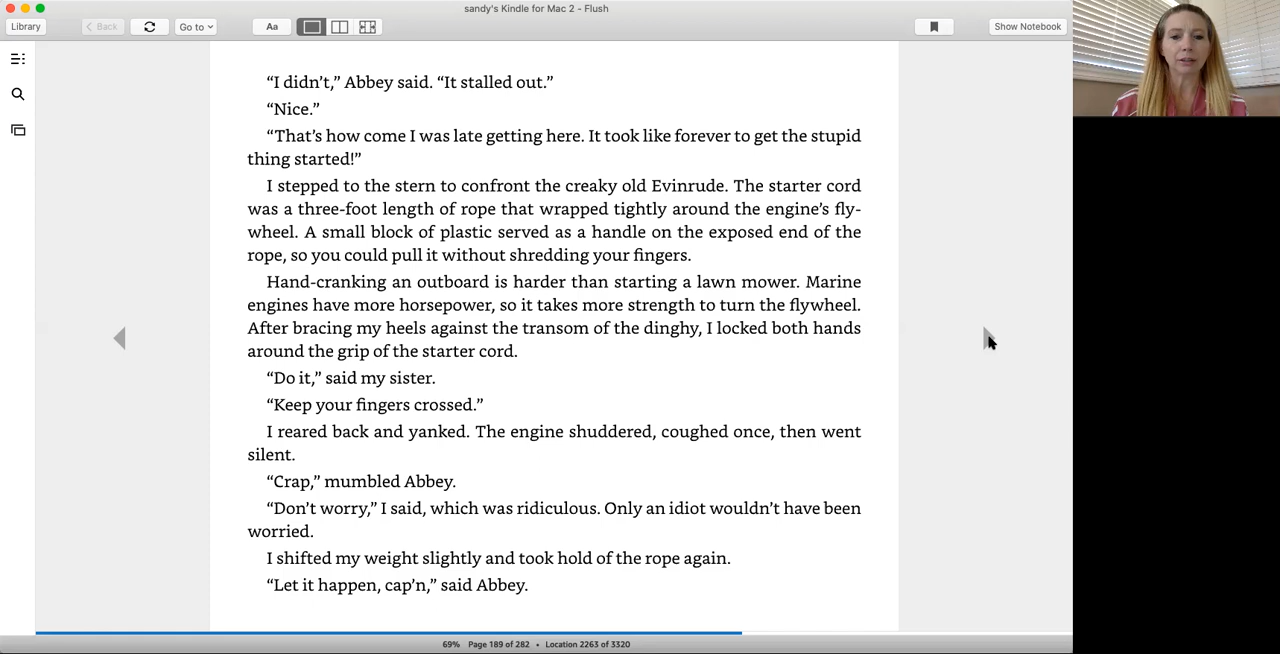 sandy's Kindle for Mac 2 - Flush
Library
Back
Go to
Aa
Show Notebook
“I didn’t,” Abbey said. “It stalled out.”
“Nice.”
“That’s how come I was late getting here. It took like forever to get the stupid
thing started!”
I stepped to the stern to confront the creaky old Evinrude. The starter cord
was a three-foot length of rope that wrapped tightly around the engine’s fly-
wheel. A small block of plastic served as a handle on the exposed end of the
rope, so you could pull it without shredding your fingers.
Hand-cranking an outboard is harder than starting a lawn mower. Marine
engines have more horsepower, so it takes more strength to turn the flywheel.
After bracing my heels against the transom of the dinghy, I locked both hands
around the grip of the starter cord.
“Do it,” said my sister.
“Keep your fingers crossed.”
I reared back and yanked. The engine shuddered, coughed once, then went
silent.
“Crap,” mumbled Abbey.
“Don’t worry,” I said, which was ridiculous. Only an idiot wouldn’t have been
worried.
I shifted my weight slightly and took hold of the rope again.
“Let it happen, cap’n,” said Abbey.
69% Page 189 of 282 • Location 2263 of 3320